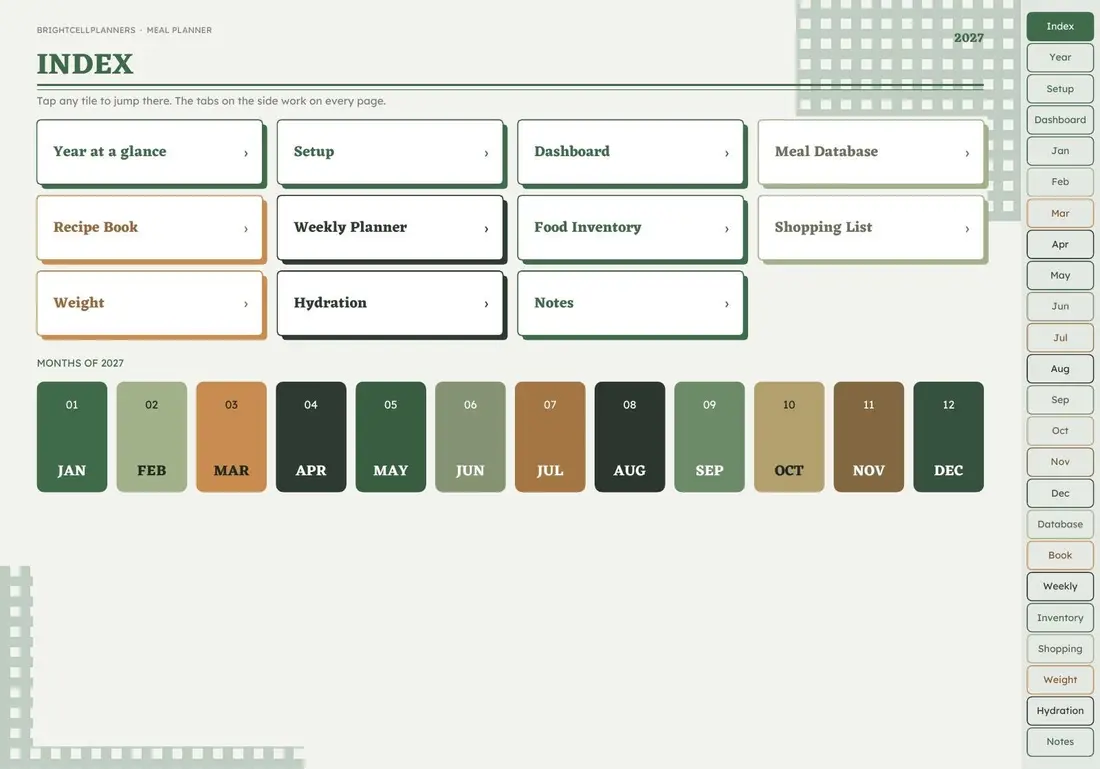 BRIGHTCELLPLANNERS · MEAL PLANNER
2027
INDEX
Tap any tile to jump there. The tabs on the side work on every page.
Year at a glance ›
Setup ›
Dashboard ›
Meal Database ›
Recipe Book ›
Weekly Planner ›
Food Inventory ›
Shopping List ›
Weight ›
Hydration ›
Notes ›
MONTHS OF 2027
01
JAN
02
FEB
03
MAR
04
APR
05
MAY
06
JUN
07
JUL
08
AUG
09
SEP
10
OCT
11
NOV
12
DEC
Index
Year
Setup
Dashboard
Jan
Feb
Mar
Apr
May
Jun
Jul
Aug
Sep
Oct
Nov
Dec
Database
Book
Weekly
Inventory
Shopping
Weight
Hydration
Notes